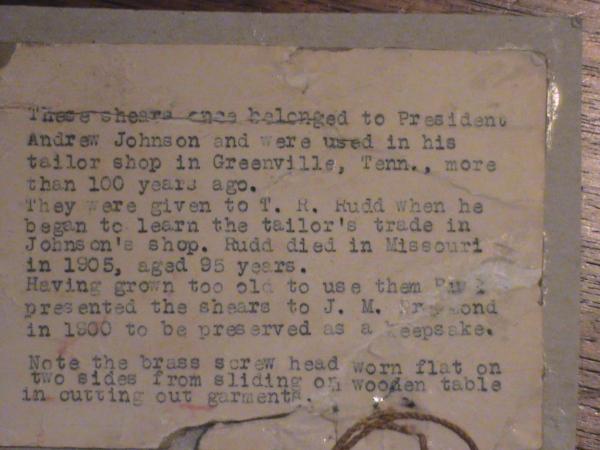 These shears once belonged to President
Andrew Johnson and were used in his
tailor shop in Greenville, Tenn., more
than 100 years ago.
They were given to T. R. Rudd when he
began to learn the tailor's trade in
Johnson's shop. Rudd died in Missouri
in 1905, aged 95 years.
Having grown too old to use them
presented the shears to J. M.
in 1900 to be preserved as a keepsake.
Note the brass screw head worn flat on
two sides from sliding on wooden table
in cutting out garments.